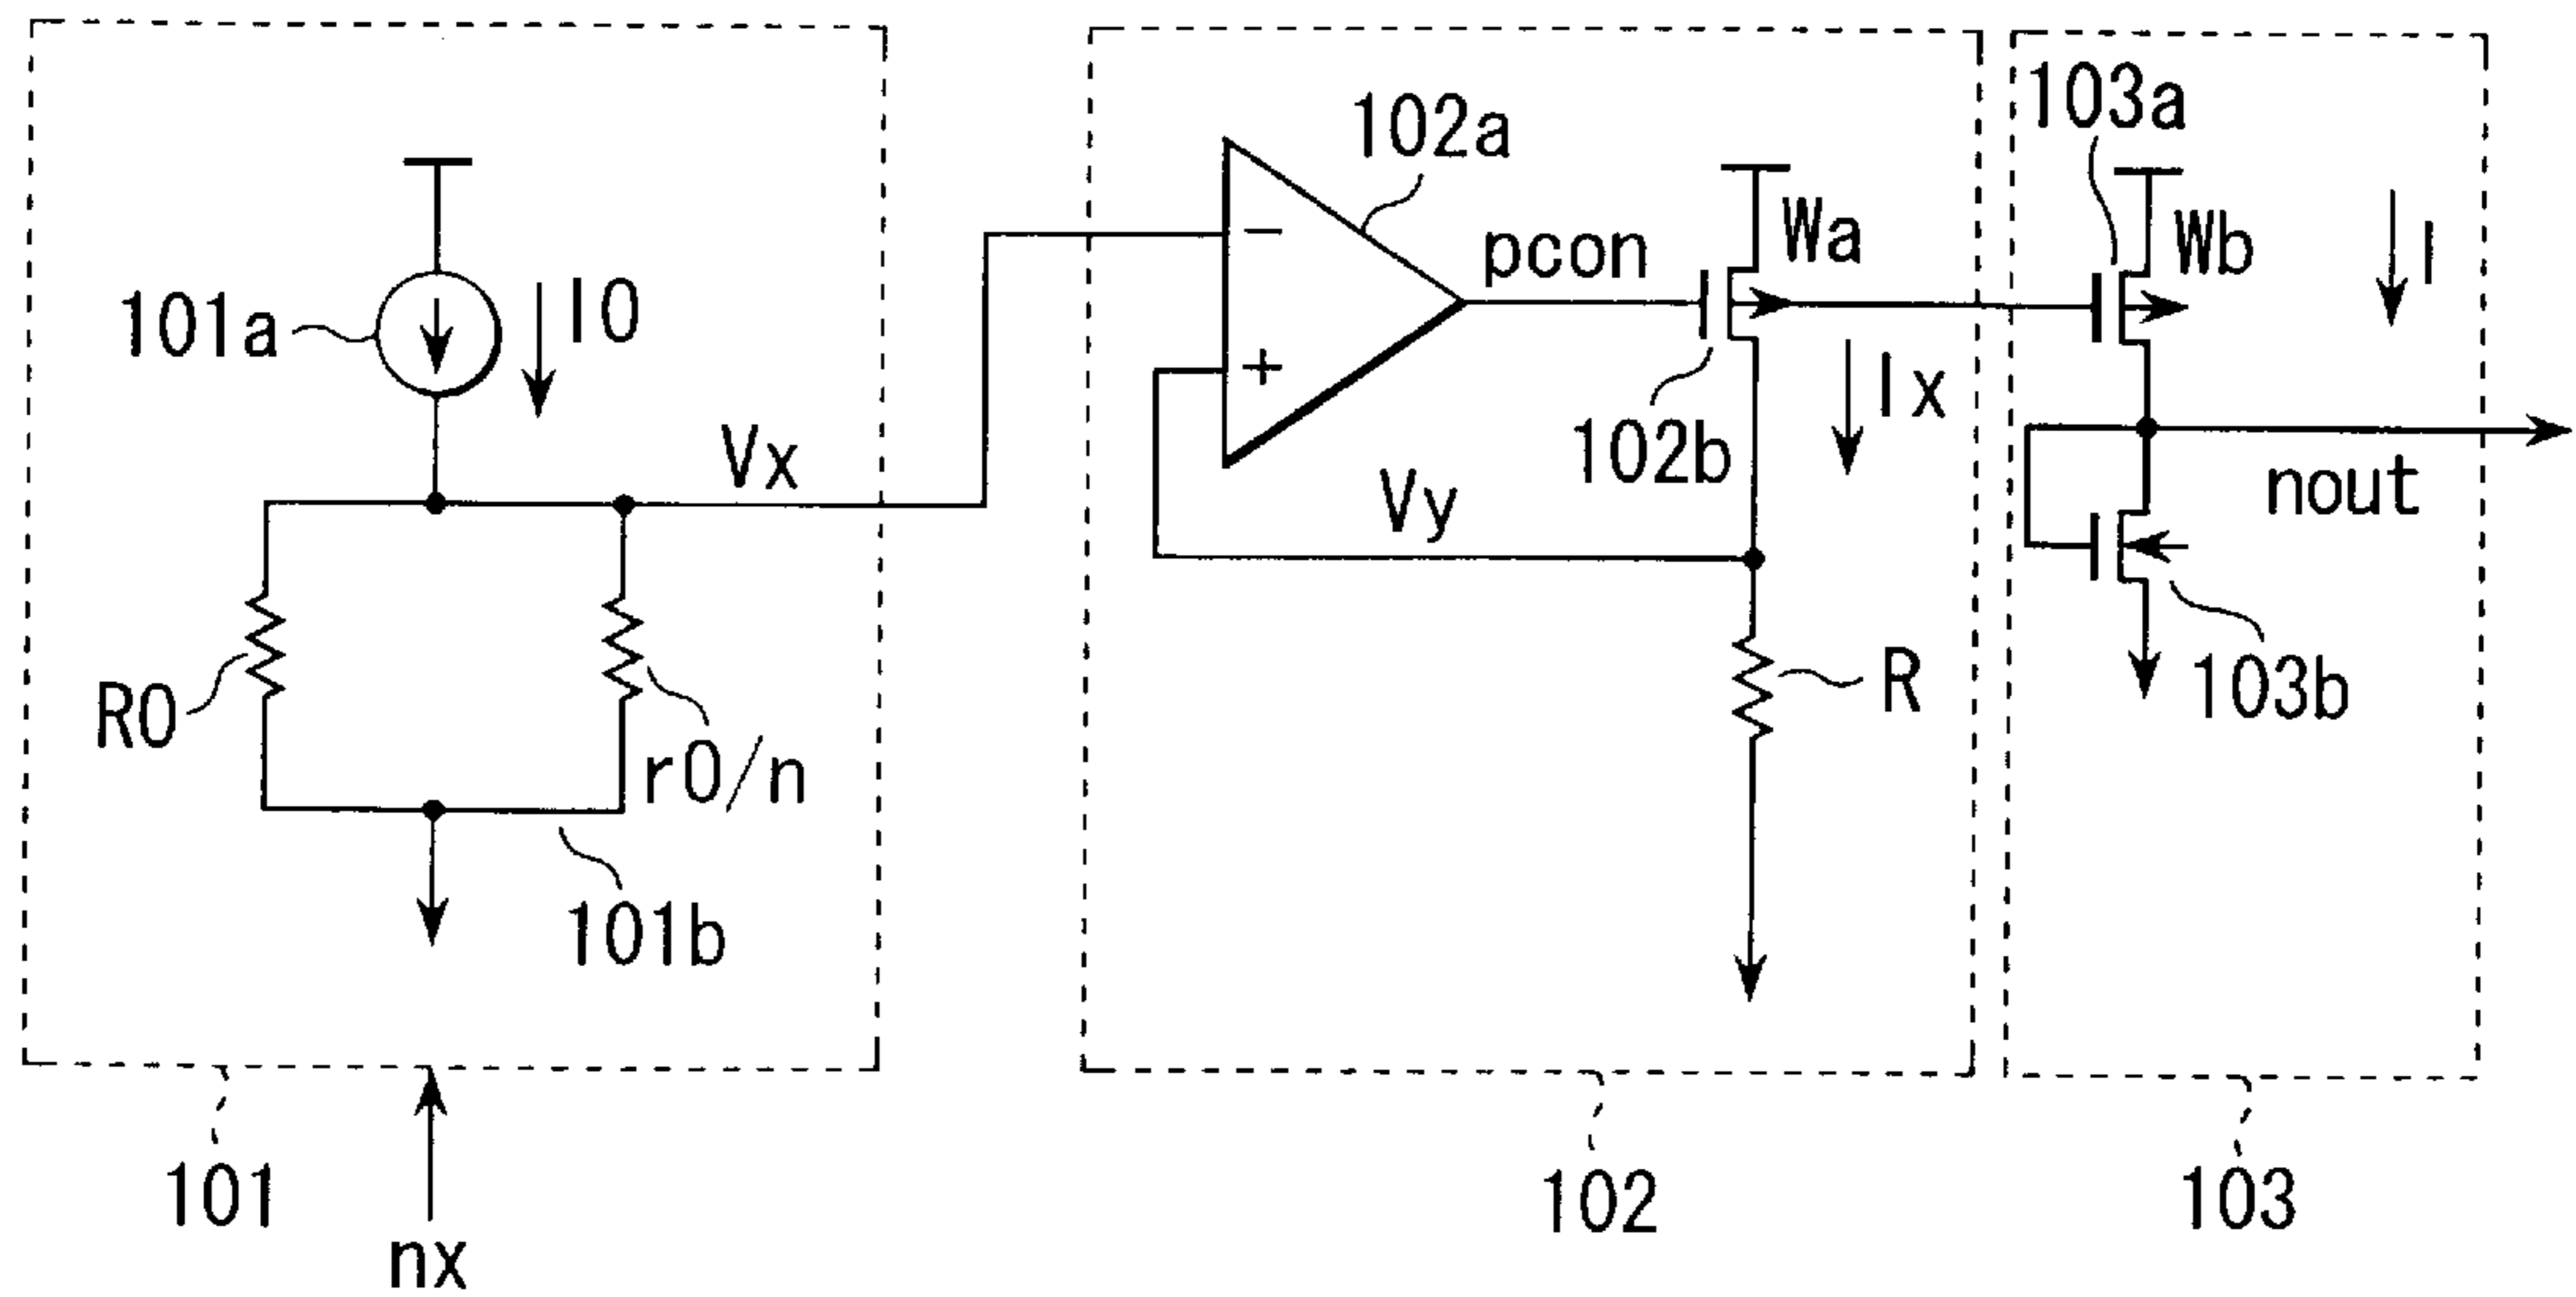 101a
I0
Vx
R0
r0/n
101b
101
nx
102a
-
+
pcon
Wa
102b
Ix
Vy
R
102
103a
Wb
I
nout
103b
103